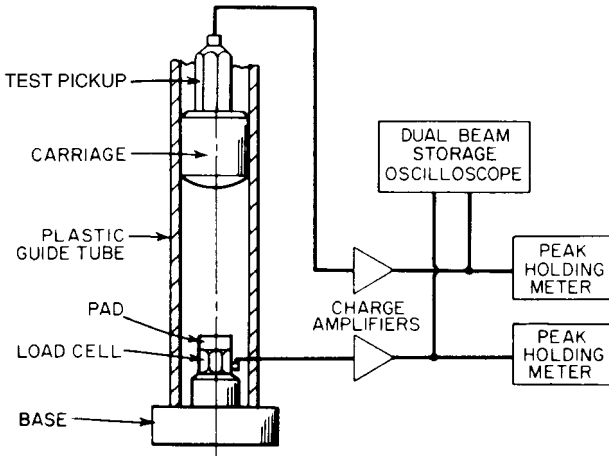 TEST PICKUP
CARRIAGE
PLASTIC
GUIDE TUBE
PAD
LOAD CELL
BASE
DUAL BEAM
STORAGE
OSCILLOSCOPE
CHARGE
AMPLIFIERS
PEAK
HOLDING
METER
PEAK
HOLDING
METER